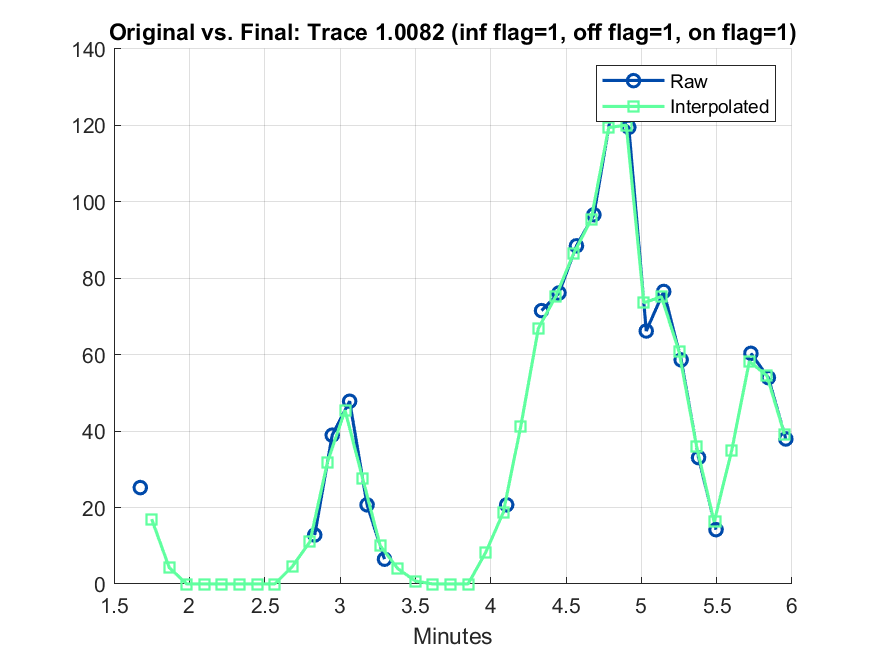 Original vs. Final: Trace 1.0082 (inf flag=1, off flag=1, on flag=1)
140
120
100
80
60
40
20
0
Raw
Interpolated
1.5 2 2.5 3 3.5 4 4.5 5 5.5 6
Minutes